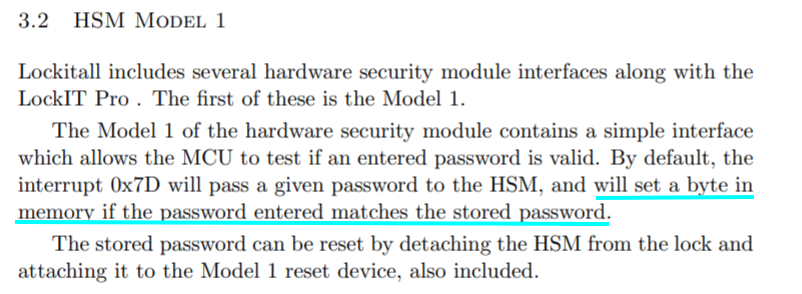 3.2 HSM MODEL 1
Lockitall includes several hardware security module interfaces along with the
LockIT Pro . The first of these is the Model 1.
The Model 1 of the hardware security module contains a simple interface
which allows the MCU to test if an entered password is valid. By default, the
interrupt 0x7D will pass a given password to the HSM, and will set a byte in
memory if the password entered matches the stored password.
The stored password can be reset by detaching the HSM from the lock and
attaching it to the Model 1 reset device, also included.